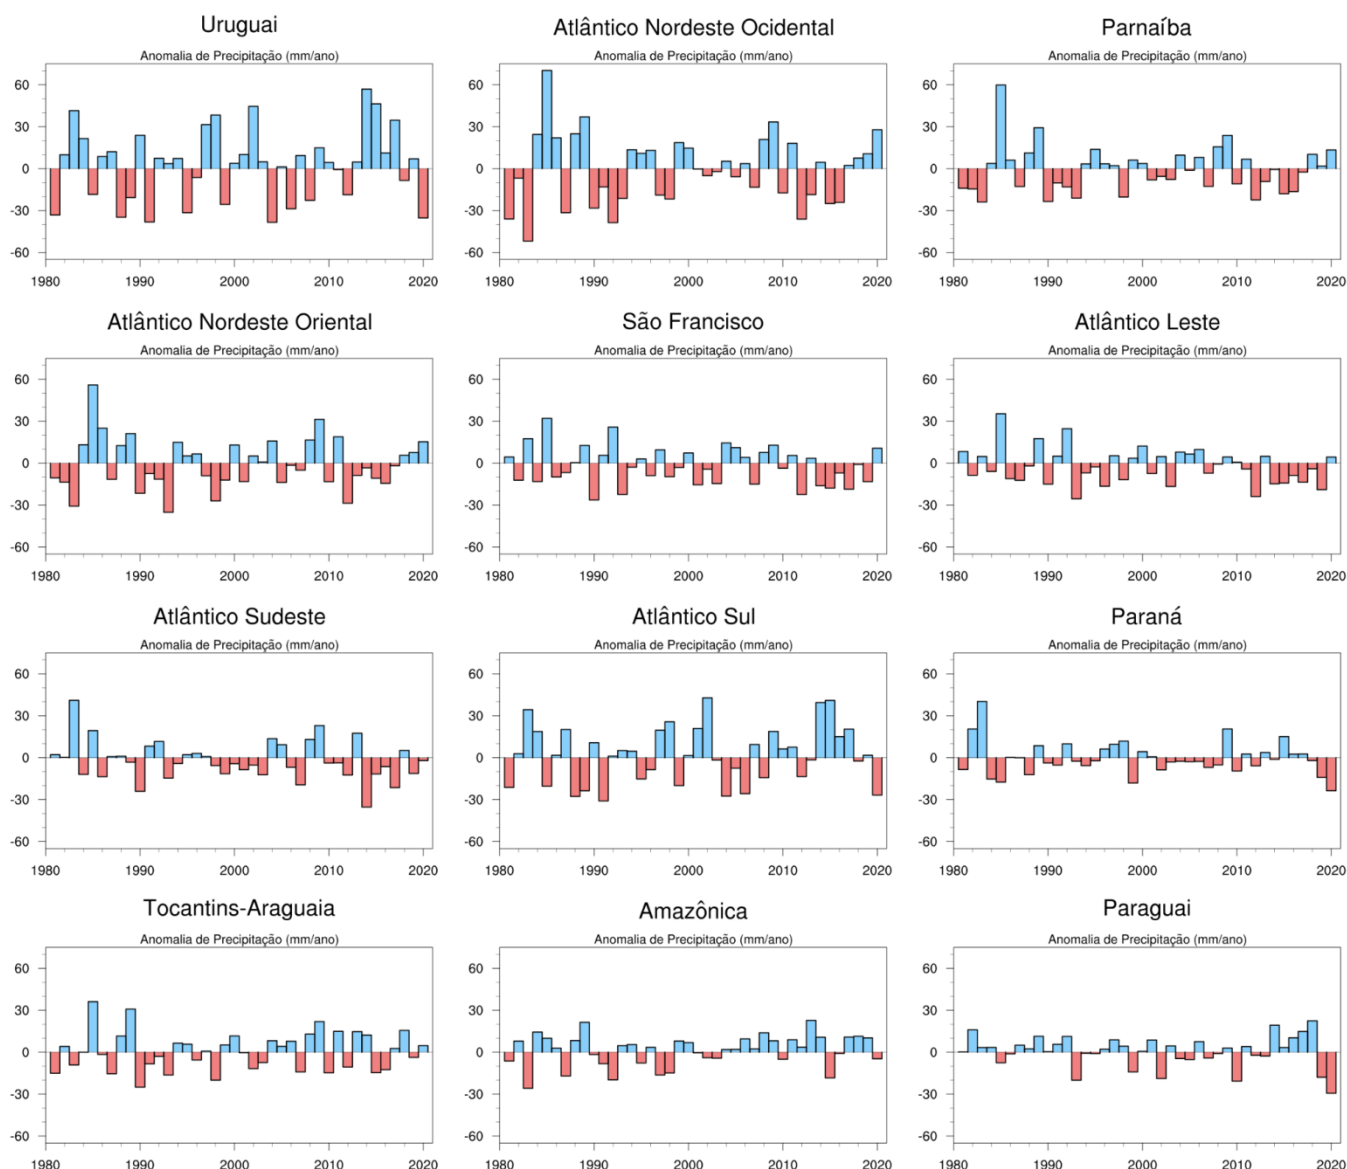 Uruguai
Atlântico Nordeste Ocidental
Parnaíba
Anomalia de Precipitação (mm/ano)
Anomalia de Precipitação (mm/ano)
Anomalia de Precipitação (mm/ano)
60
30
0
-30
-60
1980 1990 2000 2010 2020
60
30
0
-30
-60
1980 1990 2000 2010 2020
60
30
0
-30
-60
1980 1990 2000 2010 2020
Atlântico Nordeste Oriental
São Francisco
Atlântico Leste
Anomalia de Precipitação (mm/ano)
Anomalia de Precipitação (mm/ano)
Anomalia de Precipitação (mm/ano)
60
30
0
-30
-60
1980 1990 2000 2010 2020
60
30
0
-30
-60
1980 1990 2000 2010 2020
60
30
0
-30
-60
1980 1990 2000 2010 2020
Atlântico Sudeste
Atlântico Sul
Paraná
Anomalia de Precipitação (mm/ano)
Anomalia de Precipitação (mm/ano)
Anomalia de Precipitação (mm/ano)
60
30
0
-30
-60
1980 1990 2000 2010 2020
60
30
0
-30
-60
1980 1990 2000 2010 2020
60
30
0
-30
-60
1980 1990 2000 2010 2020
Tocantins-Araguaia
Amazônica
Paraguai
Anomalia de Precipitação (mm/ano)
Anomalia de Precipitação (mm/ano)
Anomalia de Precipitação (mm/ano)
60
30
0
-30
-60
1980 1990 2000 2010 2020
60
30
0
-30
-60
1980 1990 2000 2010 2020
60
30
0
-30
-60
1980 1990 2000 2010 2020